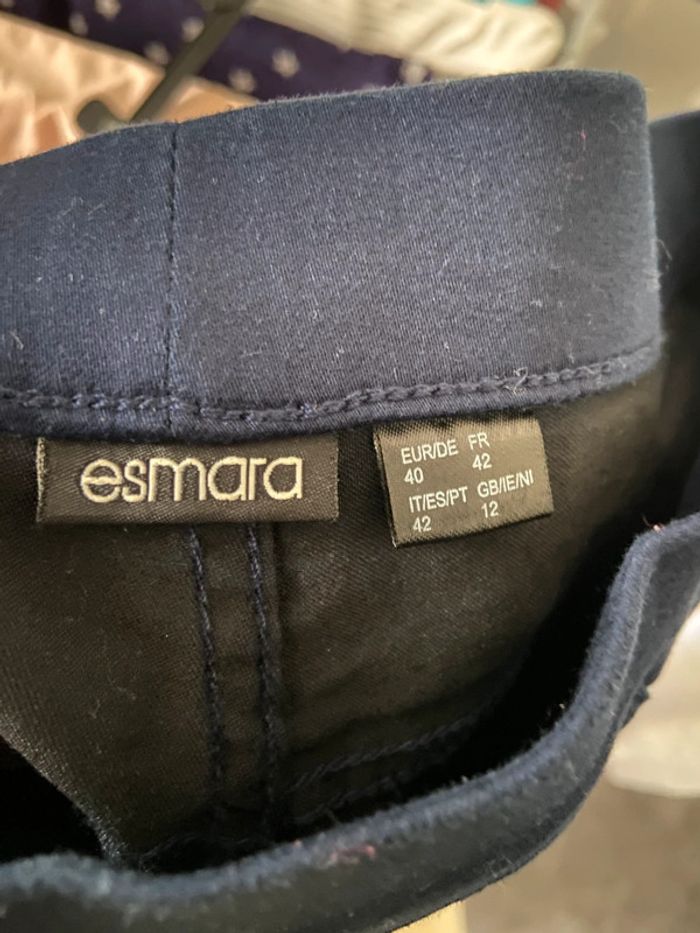 esmara
EUR/DE FR
40 42
IT/ES/PT GB/IE/NI
42 12